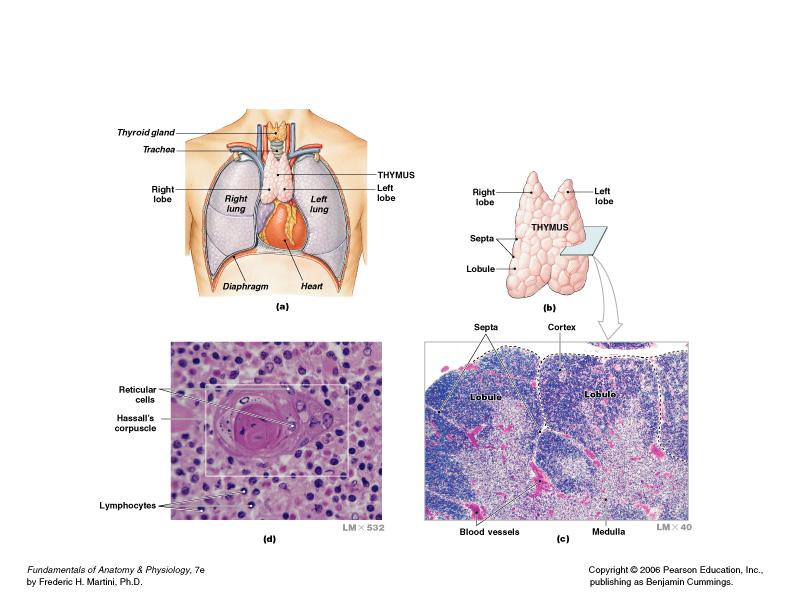 Thyroid gland
Trachea
THYMUS
Right
lobe
Left
lobe
Right
lung
Left
lung
Diaphragm
Heart
(a)
Right
lobe
Left
lobe
THYMUS
Septa
Lobule
(b)
Septa
Cortex
Lobule
Lobule
Blood vessels
Medulla
LM × 40
(c)
Reticular
cells
Hassall's
corpuscle
Lymphocytes
LM × 532
(d)
Fundamentals of Anatomy & Physiology, 7e
by Frederic H. Martini, Ph.D.
Copyright © 2006 Pearson Education, Inc.,
publishing as Benjamin Cummings.